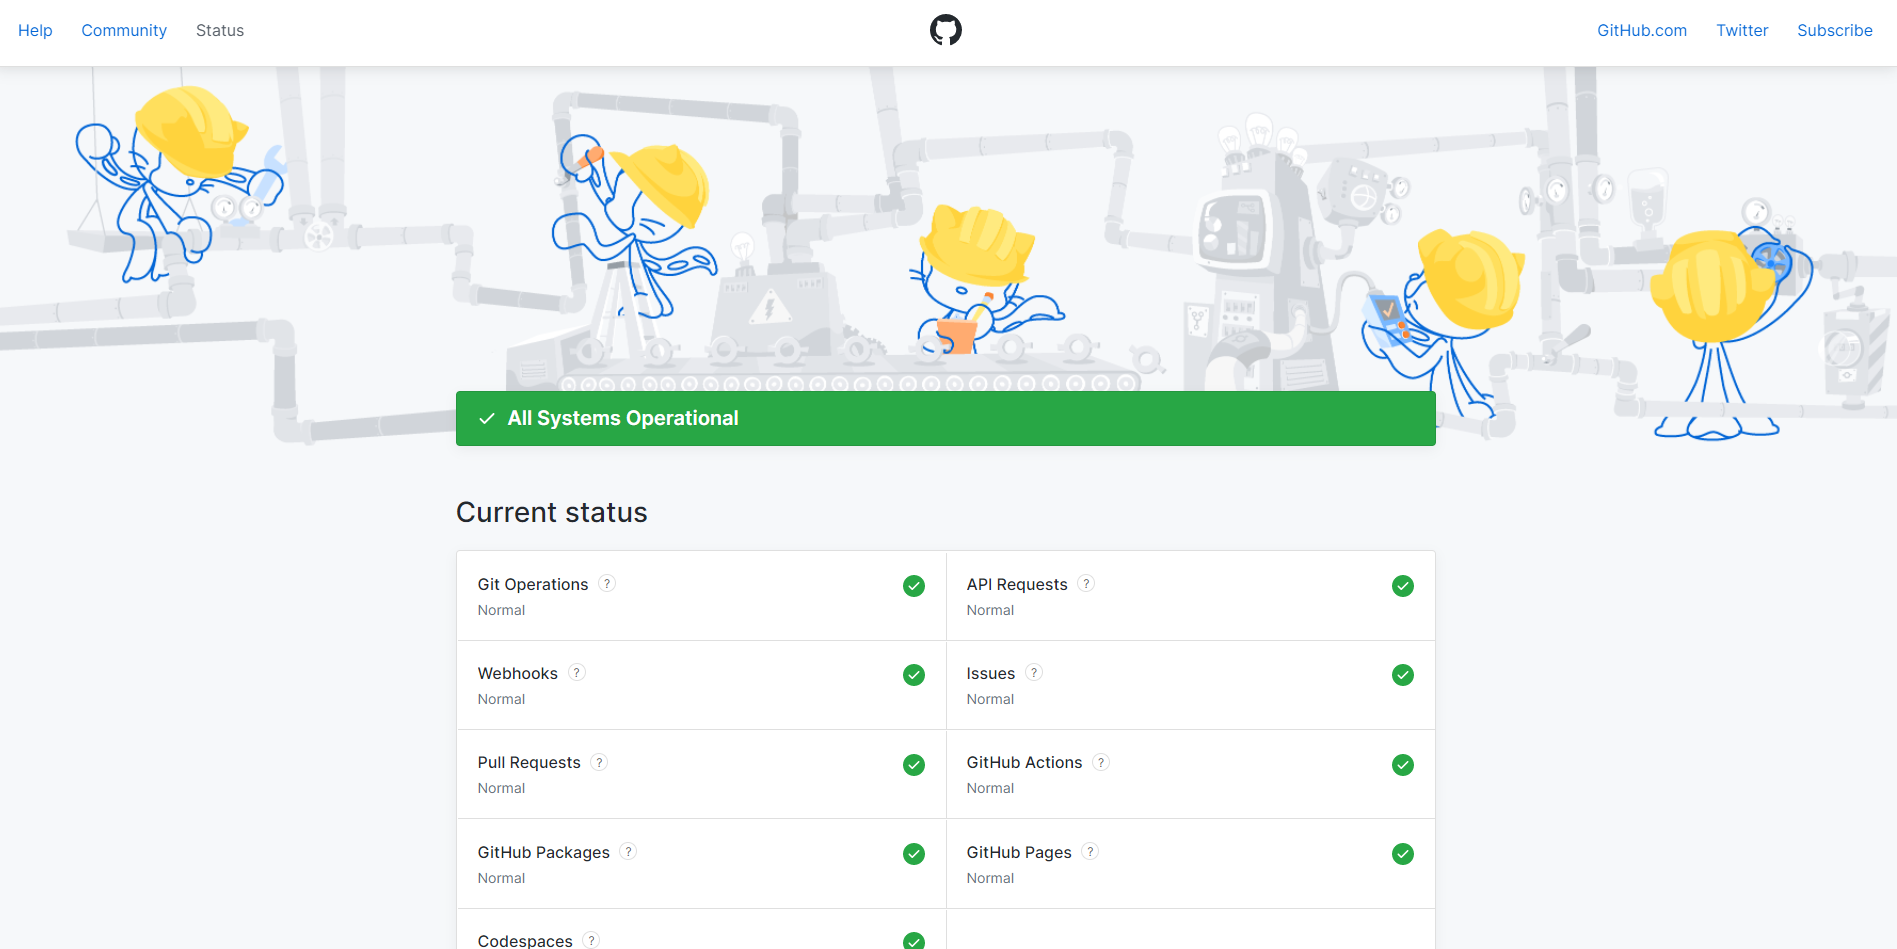 Help Community Status GitHub.com Twitter Subscribe
All Systems Operational
Current status
Git Operations ?
Normal
API Requests ?
Normal
Webhooks ?
Normal
Issues ?
Normal
Pull Requests ?
Normal
GitHub Actions ?
Normal
GitHub Packages ?
Normal
GitHub Pages ?
Normal
Codespaces ?